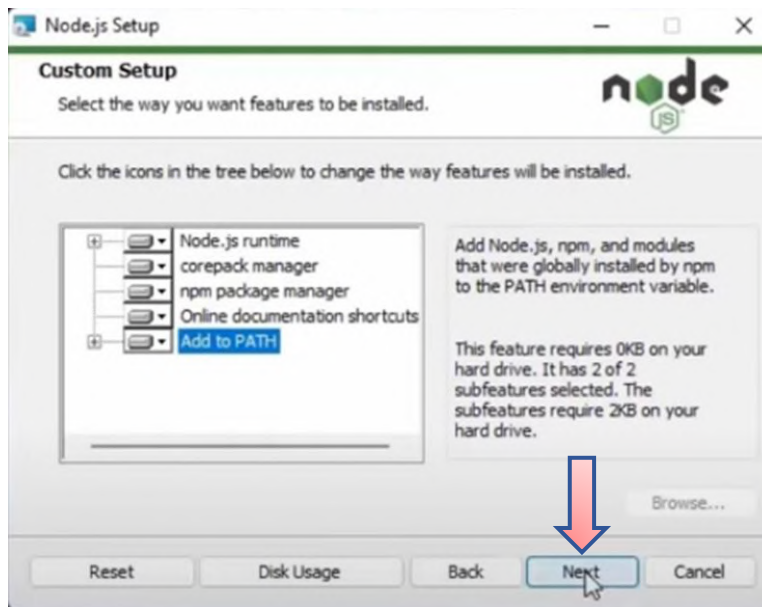 Node.js Setup
Custom Setup
Select the way you want features to be installed.
node
JS
Click the icons in the tree below to change the way features will be installed.
Node.js runtime
corepack manager
npm package manager
Online documentation shortcuts
Add to PATH
Add Node.js, npm, and modules
that were globally installed by npm
to the PATH environment variable.
This feature requires 0KB on your
hard drive. It has 2 of 2
subfeatures selected. The
subfeatures require 2KB on your
hard drive.
Browse...
Reset
Disk Usage
Back
Next
Cancel